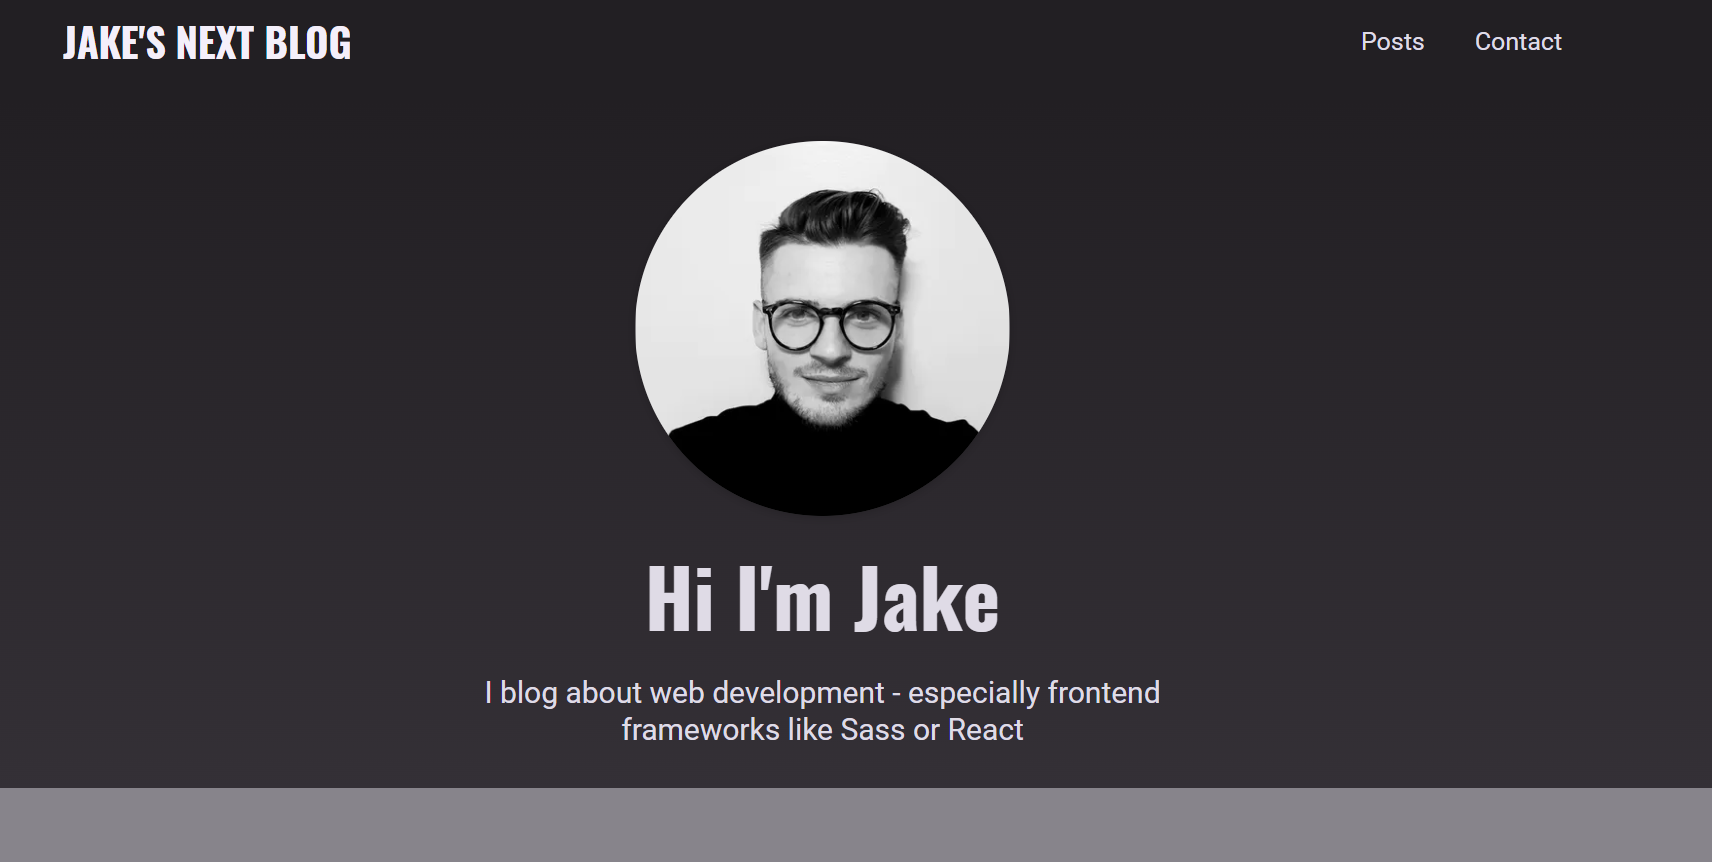 JAKE'S NEXT BLOG
Posts Contact
Hi I'm Jake
I blog about web development - especially frontend
frameworks like Sass or React